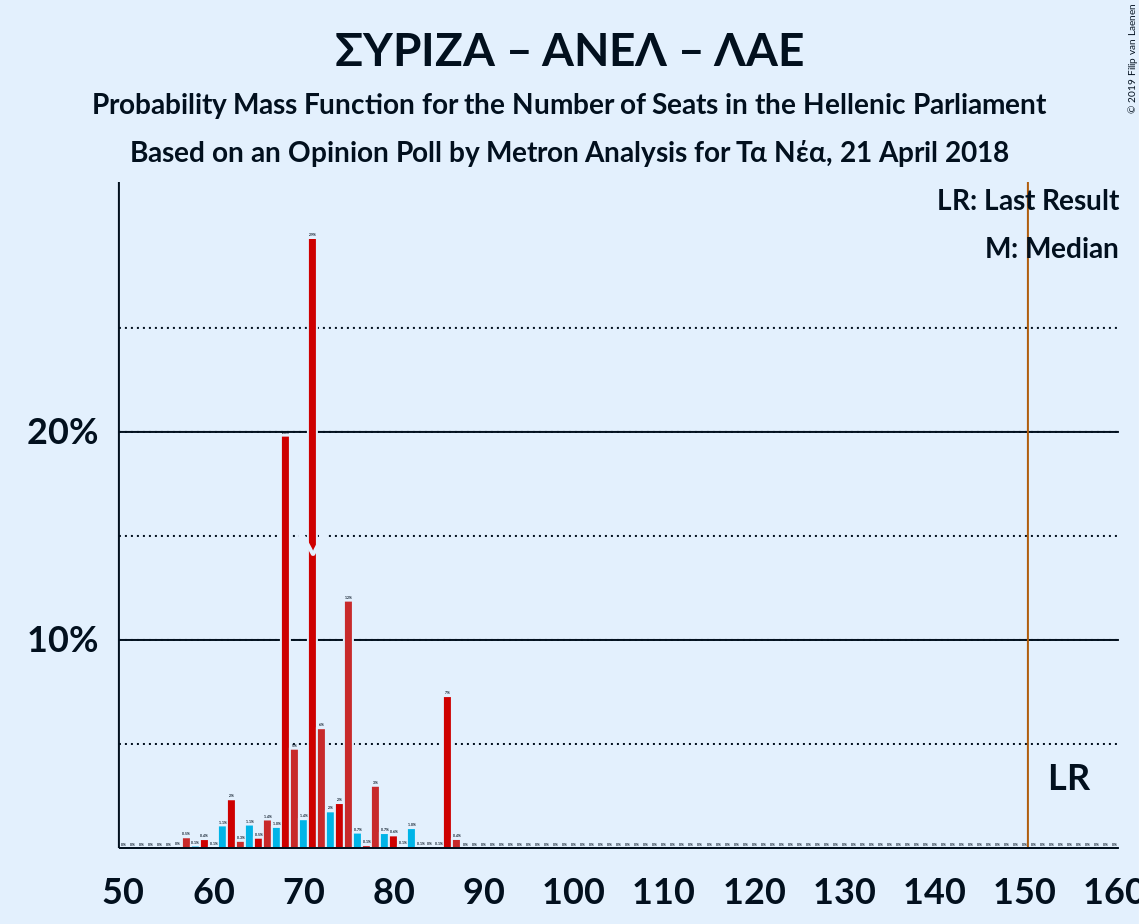 ΣΥΡΙΖΑ – ΑΝΕΛ – ΛΑΕ
Probability Mass Function for the Number of Seats in the Hellenic Parliament
Based on an Opinion Poll by Metron Analysis for Τα Νέα, 21 April 2018
© 2019 Filip van Laenen
LR: Last Result
M: Median
20%
10%
LR
50 60 70 80 90 100 110 120 130 140 150 160